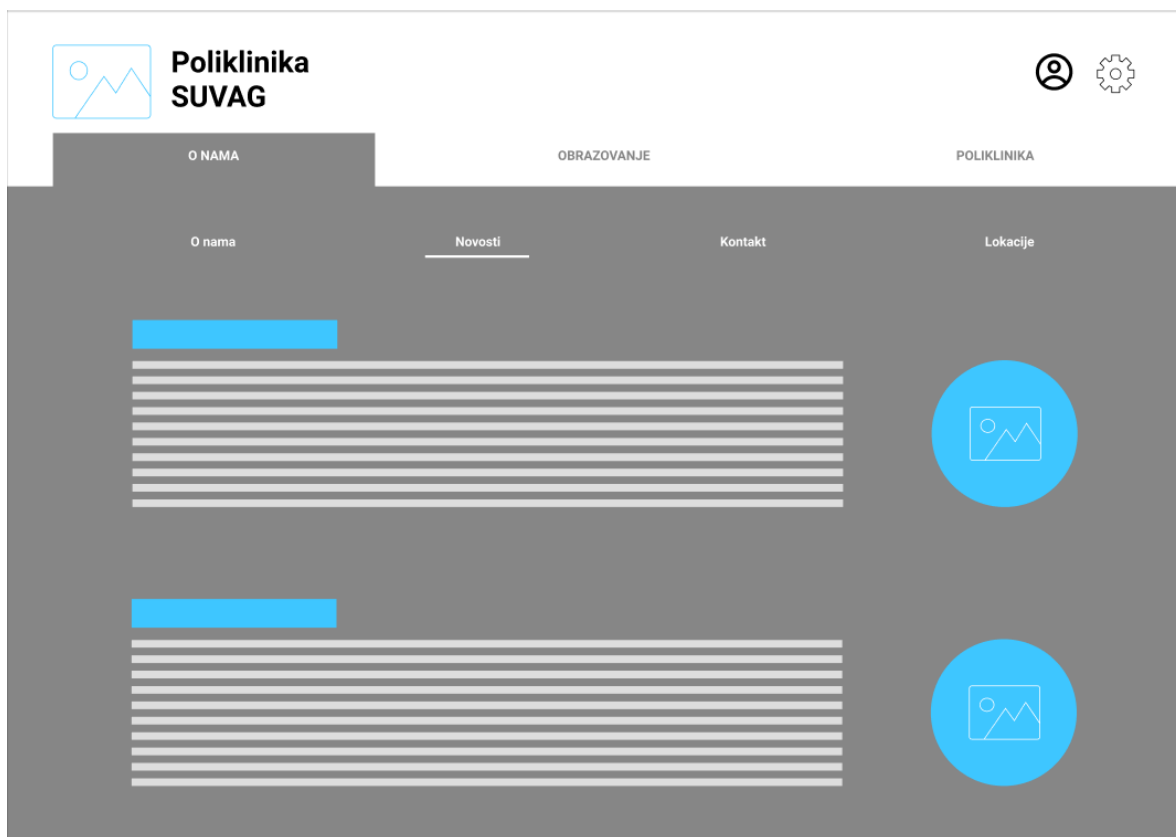 Poliklinika
SUVAG
O NAMA
OBRAZOVANJE
POLIKLINIKA
O nama
Novosti
Kontakt
Lokacije